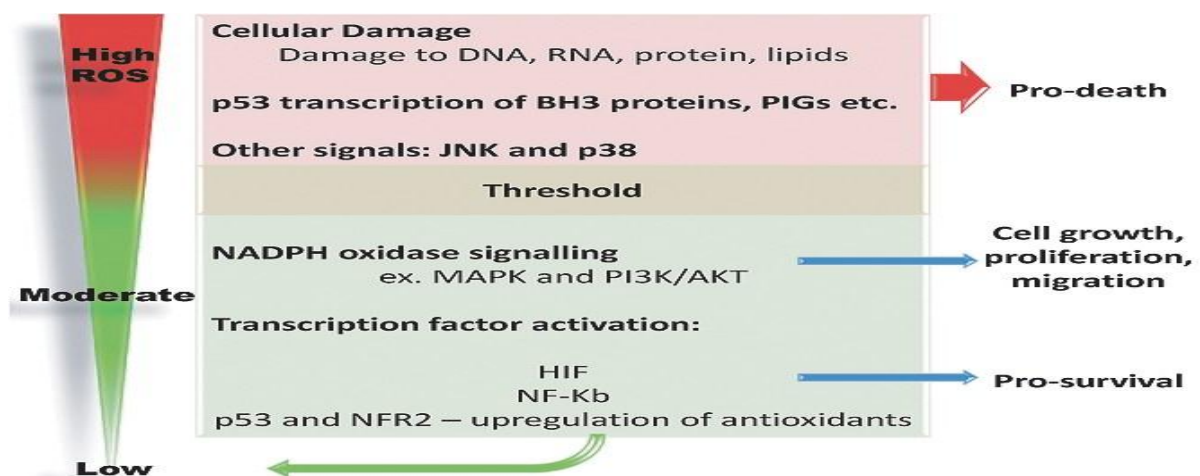 High
ROS
Moderate
Low
Cellular Damage
Damage to DNA, RNA, protein, lipids
p53 transcription of BH3 proteins, PIGs etc.
Other signals: JNK and p38
Threshold
NADPH oxidase signalling
ex. MAPK and PI3K/AKT
Transcription factor activation:
HIF
NF-Kb
p53 and NFR2 – upregulation of antioxidants
Pro-death
Cell growth,
proliferation,
migration
Pro-survival